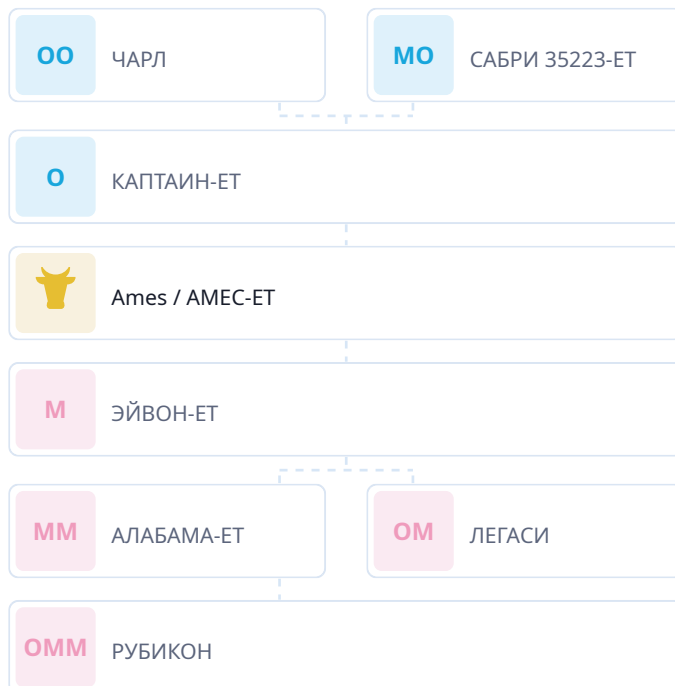 ОО ЧАРЛ
МО САБРИ 35223-ET
О КАПТАИН-ЕТ
Ames / АМЕС-ЕТ
М ЭЙВОН-ЕТ
ММ АЛАБАМА-ЕТ
ОМ ЛЕГАСИ
ОММ РУБИКОН